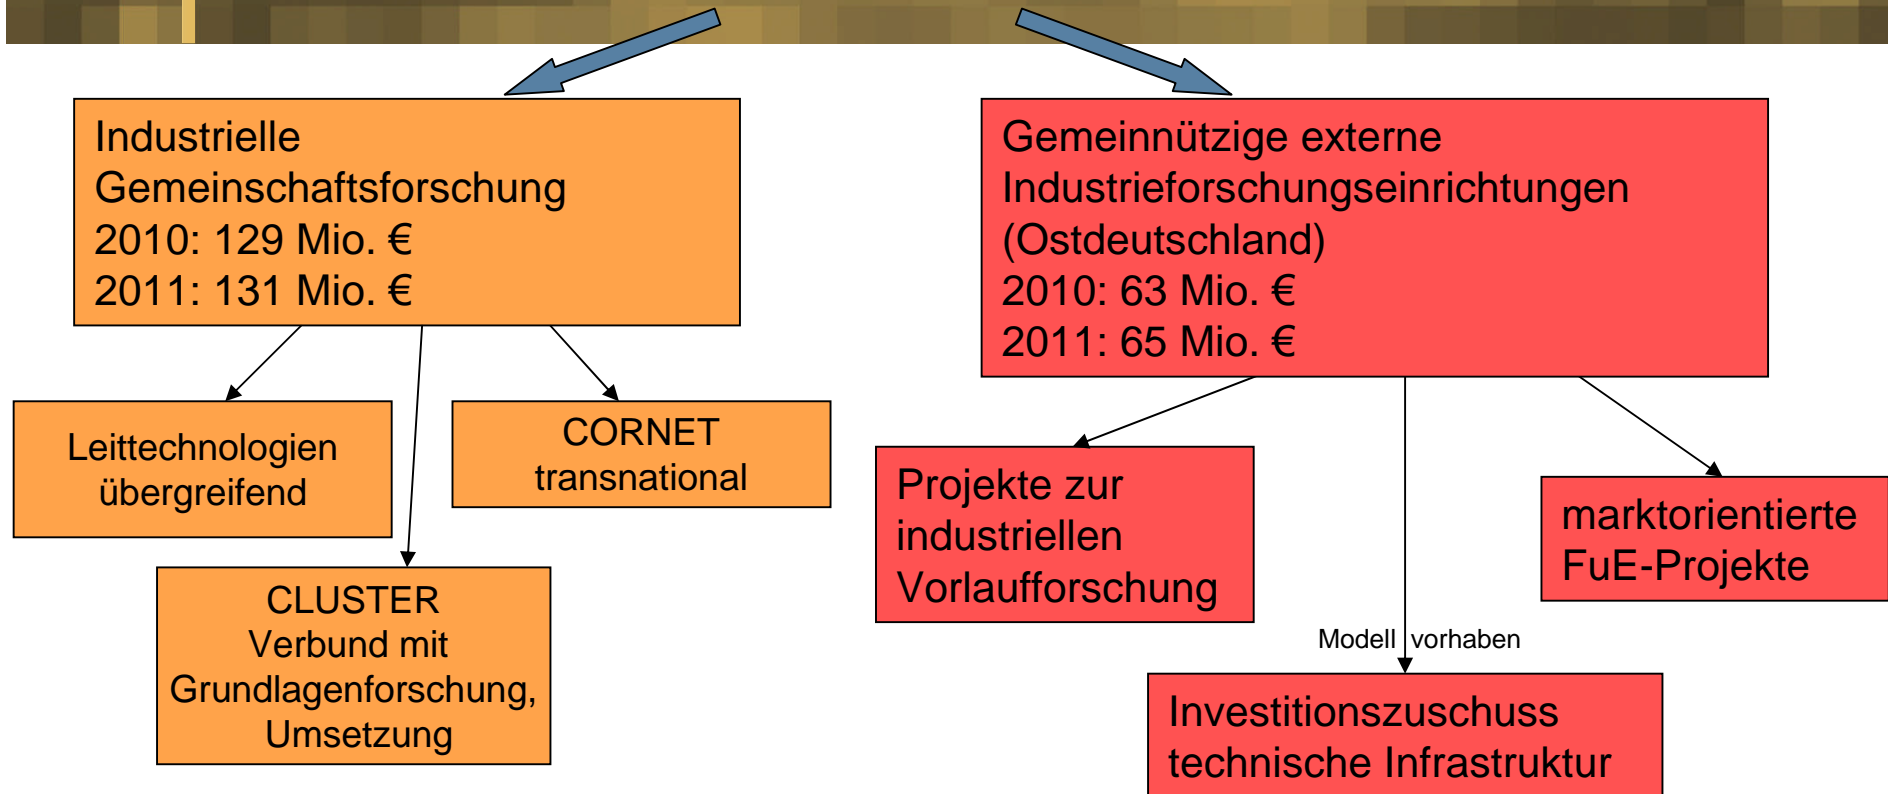 Industrielle
Gemeinschaftsforschung
2010: 129 Mio. €
2011: 131 Mio. €
Gemeinnützige externe
Industrieforschungseinrichtungen
(Ostdeutschland)
2010: 63 Mio. €
2011: 65 Mio. €
Leittechnologien
übergreifend
CORNET
transnational
CLUSTER
Verbund mit
Grundlagenforschung,
Umsetzung
Projekte zur
industriellen
Vorlaufforschung
marktorientierte
FuE-Projekte
Modell vorhaben
Investitionszuschuss
technische Infrastruktur